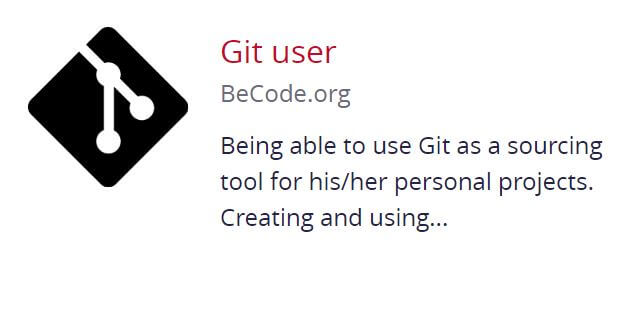 Git user
BeCode.org
Being able to use Git as a sourcing
tool for his/her personal projects.
Creating and using...